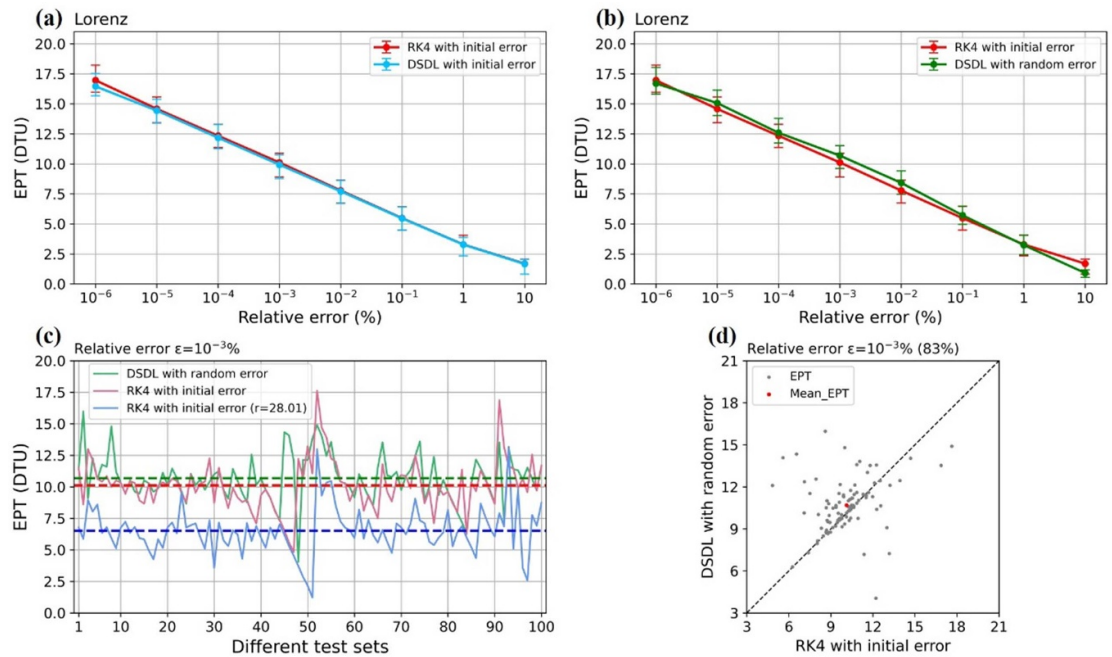 (a) Lorenz
20.0
17.5
15.0
12.5
10.0
7.5
5.0
2.5
0.0
EPT (DTU)
RK4 with initial error
DSDL with initial error
10⁻⁶ 10⁻⁵ 10⁻⁴ 10⁻³ 10⁻² 10⁻¹ 1 10
Relative error (%)
(b) Lorenz
20.0
17.5
15.0
12.5
10.0
7.5
5.0
2.5
0.0
EPT (DTU)
RK4 with initial error
DSDL with random error
10⁻⁶ 10⁻⁵ 10⁻⁴ 10⁻³ 10⁻² 10⁻¹ 1 10
Relative error (%)
(c)
Relative error ε=10⁻³%
20.0
17.5
15.0
12.5
10.0
7.5
5.0
2.5
0.0
EPT (DTU)
DSDL with random error
RK4 with initial error
RK4 with initial error (r=28.01)
1 10 20 30 40 50 60 70 80 90 100
Different test sets
(d)
Relative error ε=10⁻³% (83%)
21
18
15
12
9
6
3
DSDL with random error
EPT
Mean_EPT
3 6 9 12 15 18 21
RK4 with initial error